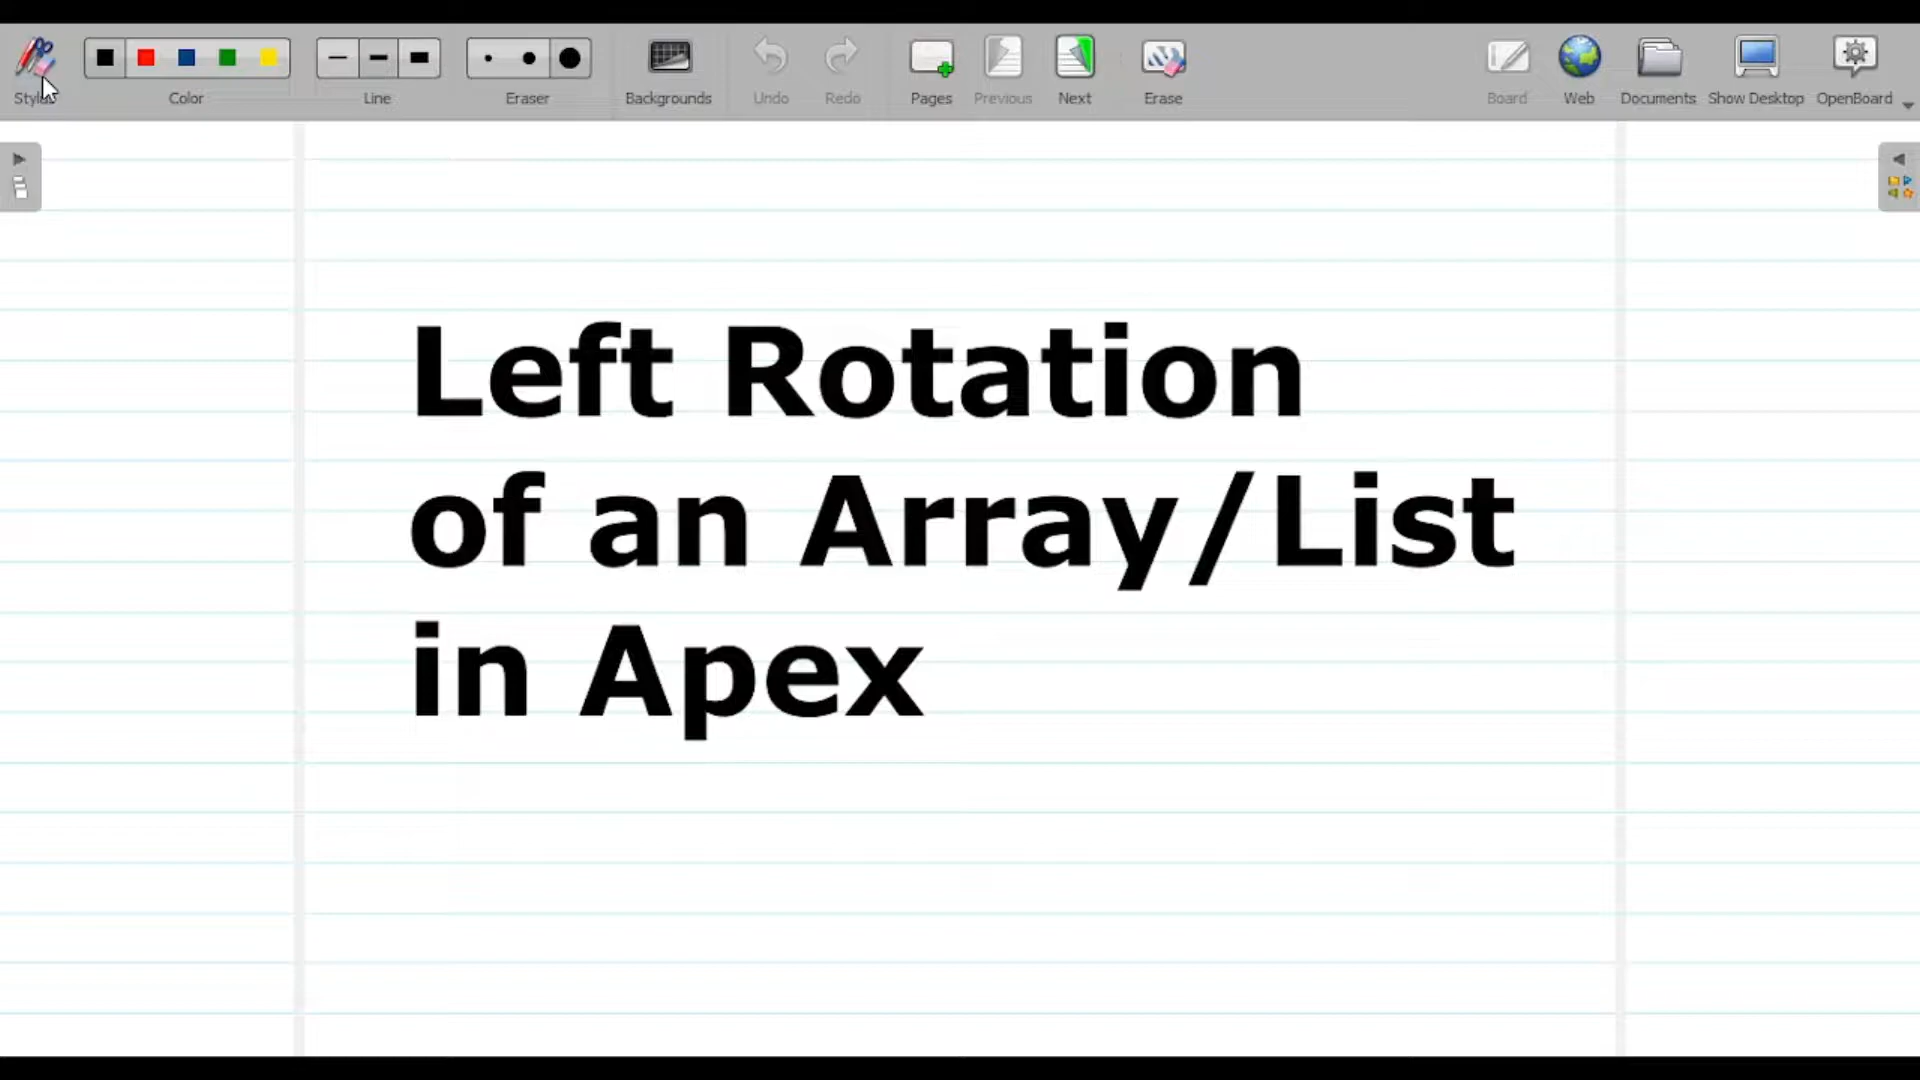 Stylus
Color
Line
Eraser
Backgrounds
Undo
Redo
Pages
Previous
Next
Erase
Board
Web
Documents
Show Desktop
OpenBoard
Left Rotation
of an Array/List
in Apex